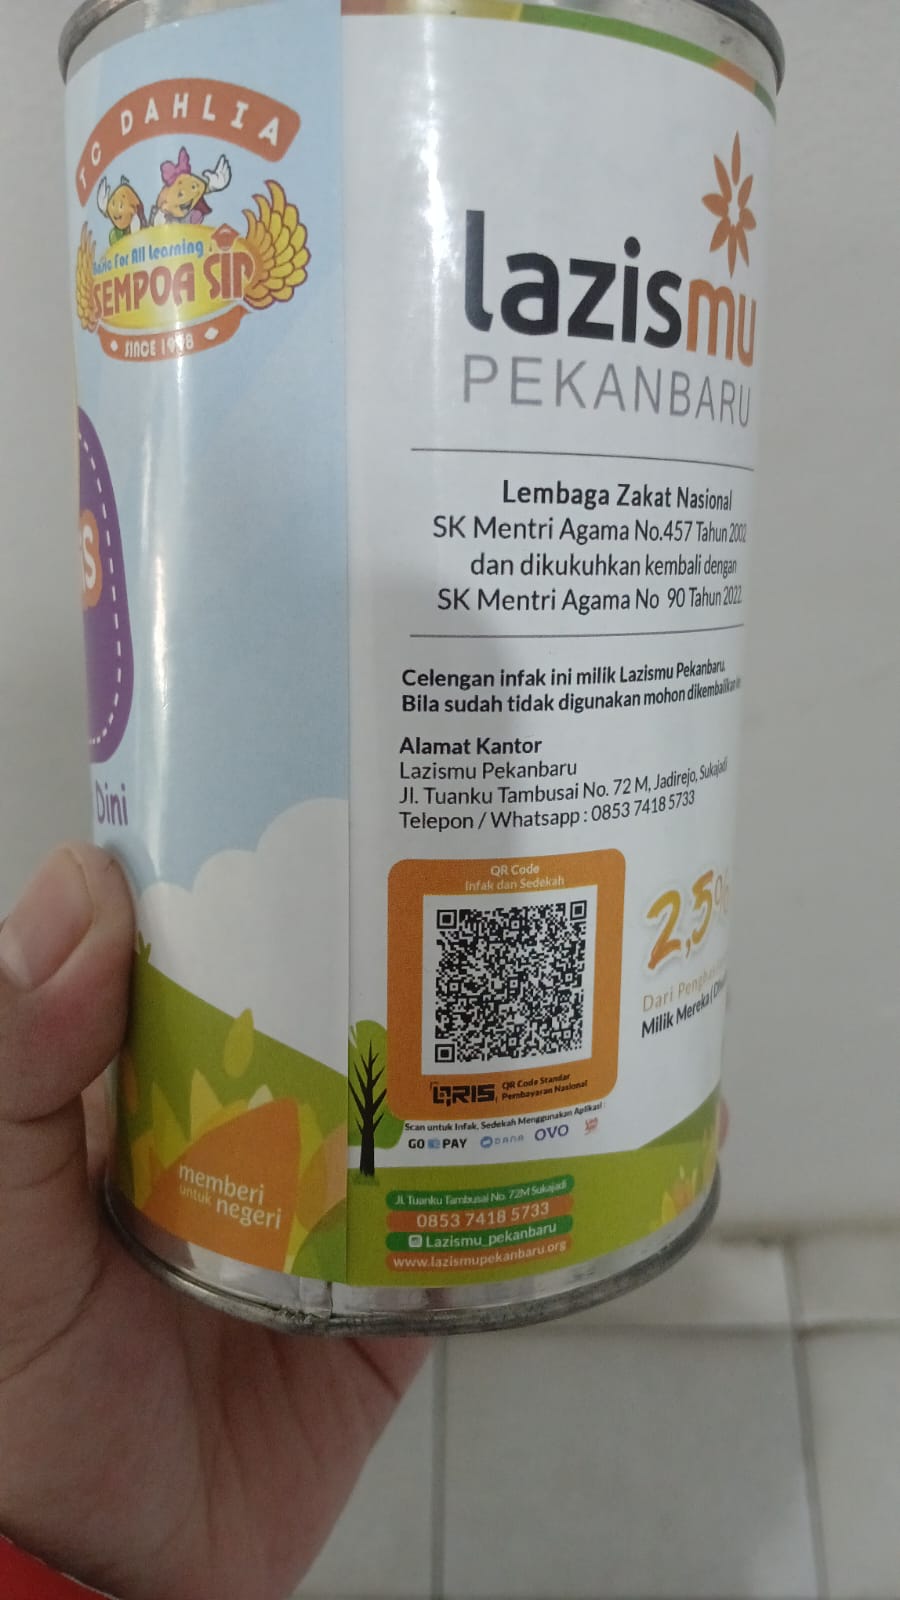 TC DAHLIA
Basic For All Learning
SEMPOA SIP
SINCE 1998
Dini
memberi
untuk negeri
lazismu
PEKANBARU
Lembaga Zakat Nasional
SK Mentri Agama No.457 Tahun 2002
dan dikukuhkan kembali dengan
SK Mentri Agama No 90 Tahun 2022
Celengan infak ini milik Lazismu Pekanbaru.
Bila sudah tidak digunakan mohon dikembalikan
Alamat Kantor
Lazismu Pekanbaru
Jl. Tuanku Tambusai No. 72 M, Jadirejo, Sukajadi
Telepon / Whatsapp : 0853 7418 5733
QR Code
Infak dan Sedekah
QRIS QR Code Standar
Pembayaran Nasional
Scan untuk Infak, Sedekah Menggunakan Aplikasi :
GOPAY DANA OVO
2,5%
Dari
Milik Mereka
Jl. Tuanku Tambusai No. 72M Sukajadi
0853 7418 5733
Lazismu_pekanbaru
www.lazismupekanbaru.org